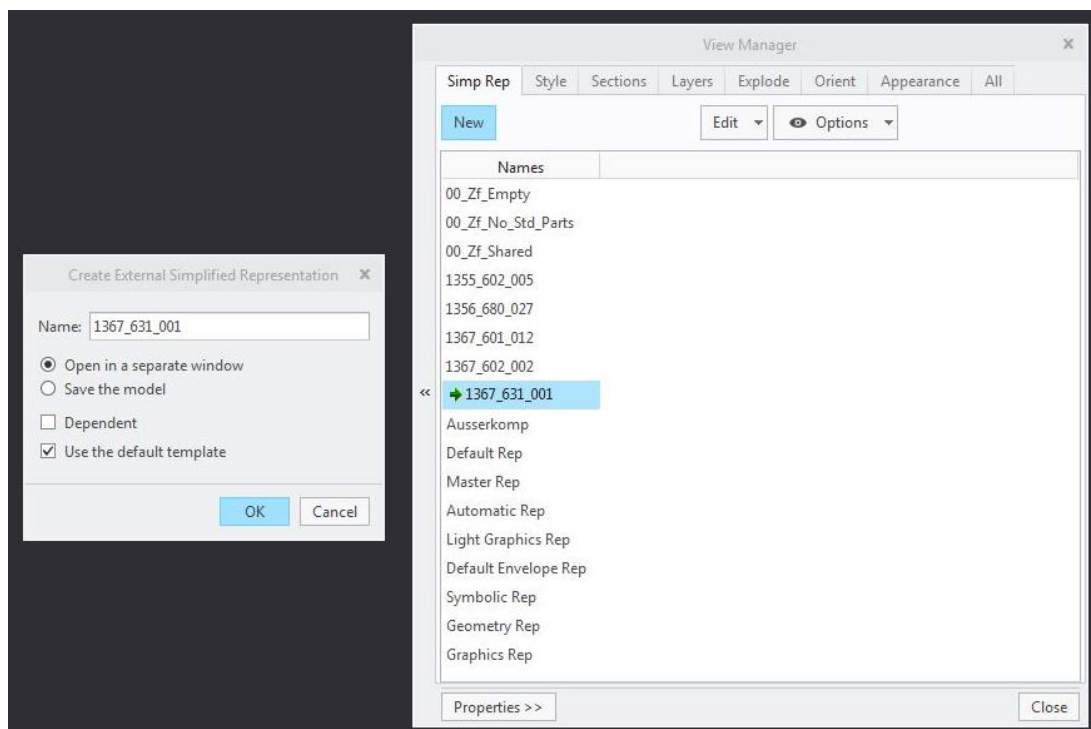 Create External Simplified Representation
Name: 1367_631_001
Open in a separate window
Save the model
Dependent
Use the default template
OK Cancel
View Manager
Simp Rep Style Sections Layers Explode Orient Appearance All
New Edit Options
Names
00_Zf_Empty
00_Zf_No_Std_Parts
00_Zf_Shared
1355_602_005
1356_680_027
1367_601_012
1367_602_002
1367_631_001
Ausserkomp
Default Rep
Master Rep
Automatic Rep
Light Graphics Rep
Default Envelope Rep
Symbolic Rep
Geometry Rep
Graphics Rep
Properties >> Close